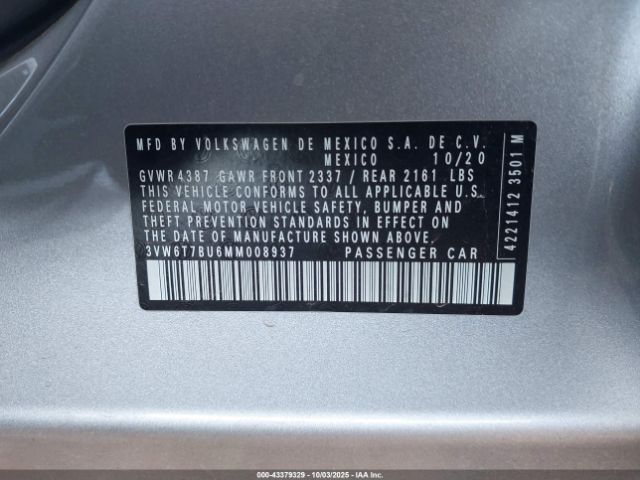 MFD BY VOLKSWAGEN DE MEXICO S.A. DE C.V.
MEXICO 10/20
GVWR 4387 GAWR FRONT 2337 / REAR 2161 LBS
THIS VEHICLE CONFORMS TO ALL APPLICABLE U.S.
FEDERAL MOTOR VEHICLE SAFETY, BUMPER AND
THEFT PREVENTION STANDARDS IN EFFECT ON
THE DATE OF MANUFACTURE SHOWN ABOVE.
3VW6T7BU6MM008937 PASSENGER CAR
4221412 3501 M
000-43379329 - 10/03/2025 - IAAI.CA